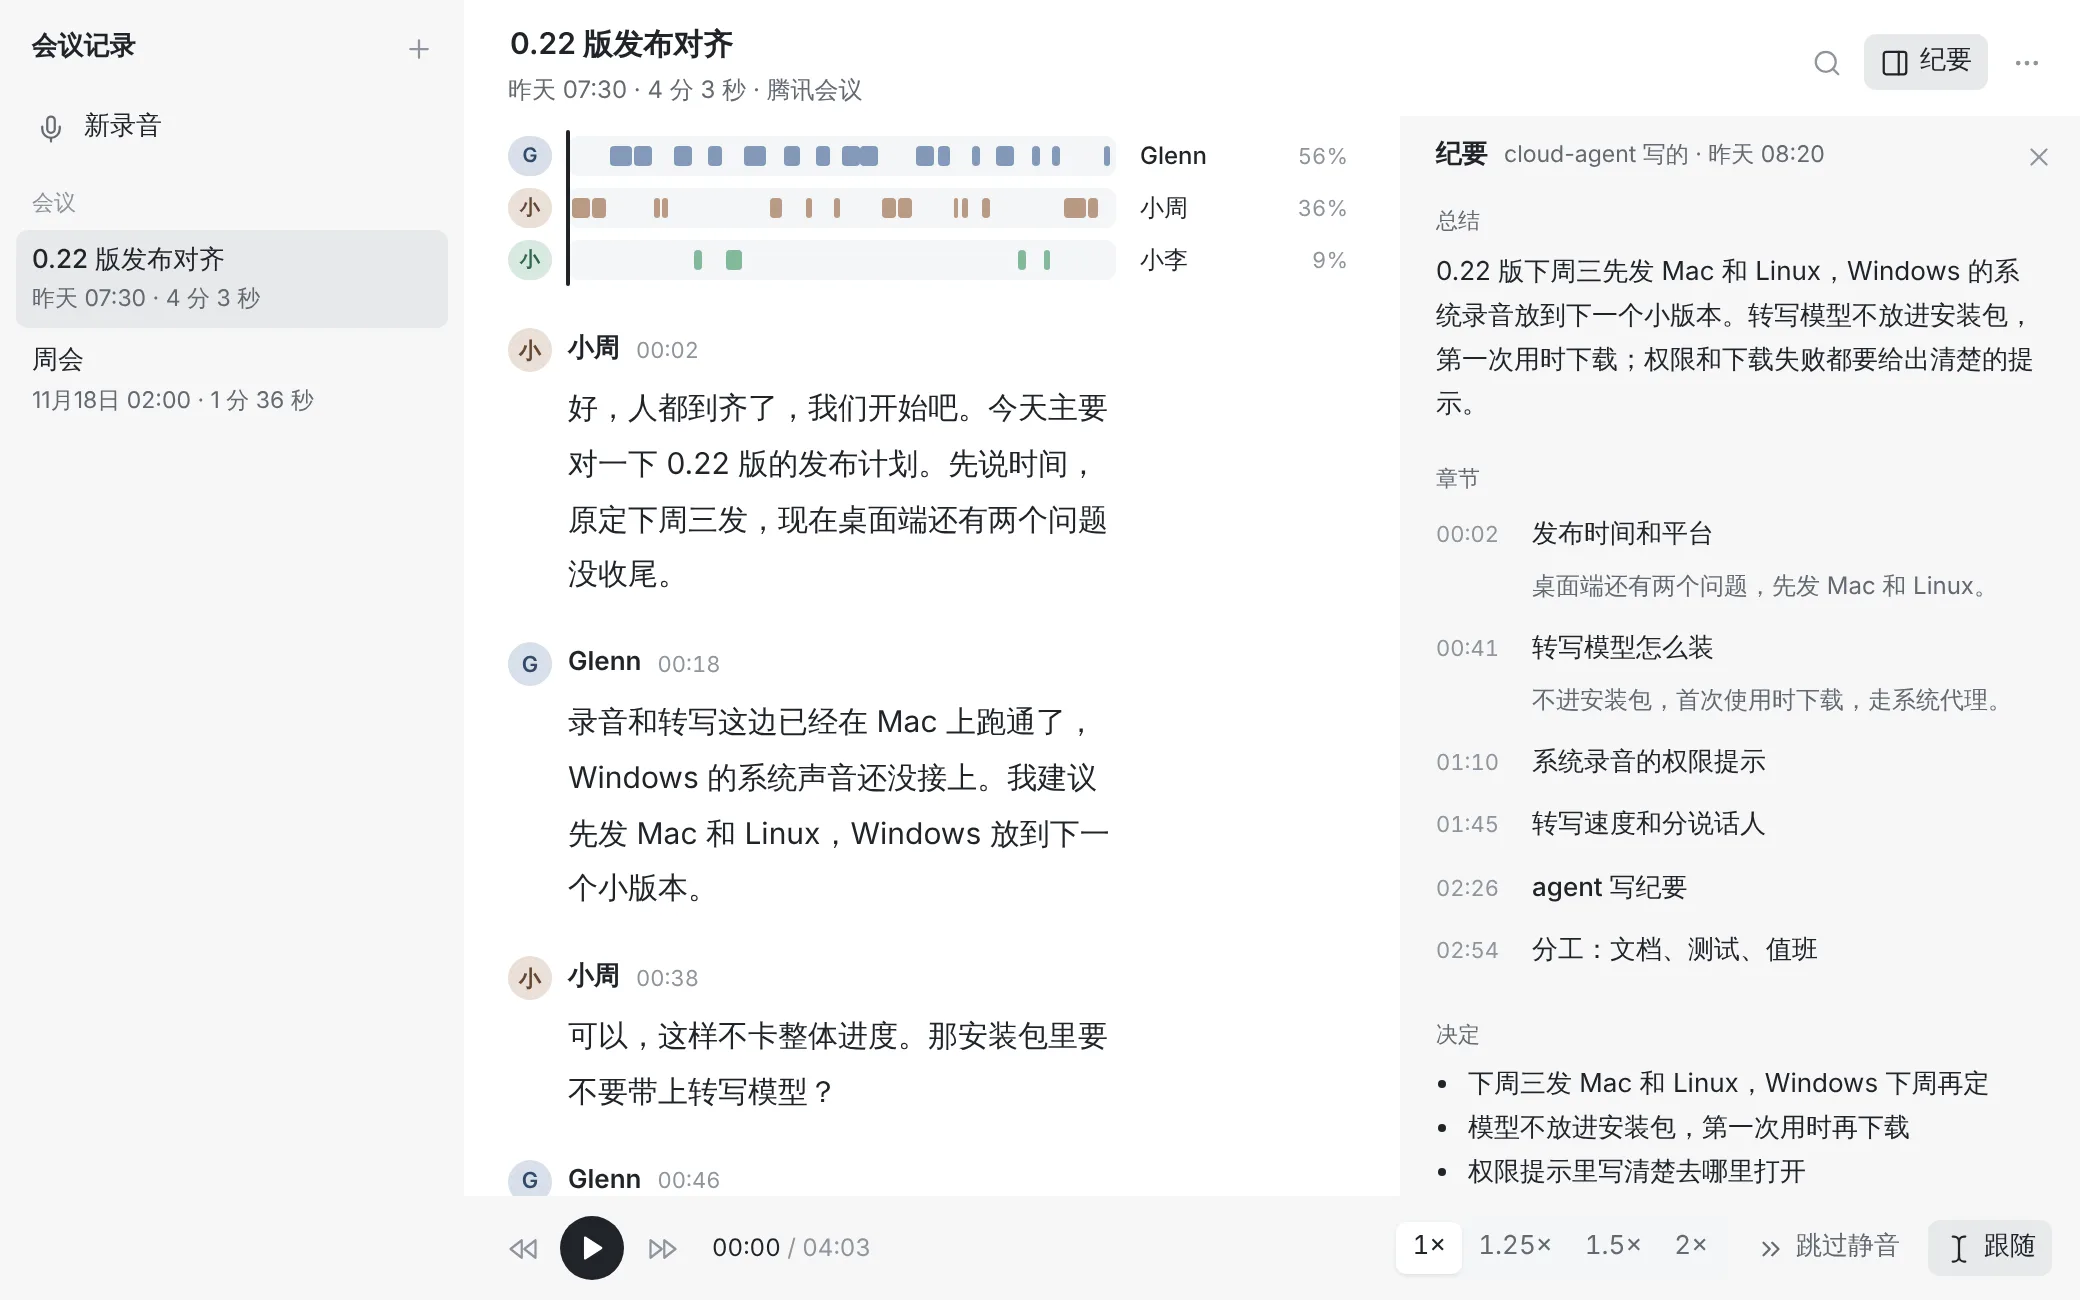 会议记录
新录音
会议
0.22 版发布对齐
昨天 07:30 · 4 分 3 秒
周会
11月18日 02:00 · 1 分 36 秒
0.22 版发布对齐
昨天 07:30 · 4 分 3 秒 · 腾讯会议
纪要
G
Glenn
56%
小
小周
36%
小
小李
9%
小
小周 00:02
好，人都到齐了，我们开始吧。今天主要
对一下 0.22 版的发布计划。先说时间，
原定下周三发，现在桌面端还有两个问题
没收尾。
G
Glenn 00:18
录音和转写这边已经在 Mac 上跑通了，
Windows 的系统声音还没接上。我建议
先发 Mac 和 Linux，Windows 放到下一
个小版本。
小
小周 00:38
可以，这样不卡整体进度。那安装包里要
不要带上转写模型？
G
Glenn 00:46
纪要 cloud-agent 写的 · 昨天 08:20
总结
0.22 版下周三先发 Mac 和 Linux，Windows 的系
统录音放到下一个小版本。转写模型不放进安装包，
第一次用时下载；权限和下载失败都要给出清楚的提
示。
章节
00:02 发布时间和平台
桌面端还有两个问题，先发 Mac 和 Linux。
00:41 转写模型怎么装
不进安装包，首次使用时下载，走系统代理。
01:10 系统录音的权限提示
01:45 转写速度和分说话人
02:26 agent 写纪要
02:54 分工：文档、测试、值班
决定
• 下周三发 Mac 和 Linux，Windows 下周再定
• 模型不放进安装包，第一次用时再下载
• 权限提示里写清楚去哪里打开
00:00 / 04:03
1× 1.25× 1.5× 2× 跳过静音 跟随